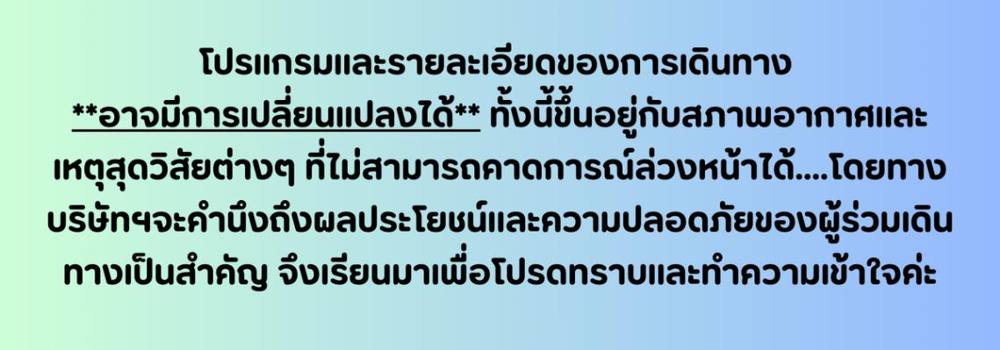 โปรแกรมและรายละเอียดของการเดินทาง
**อาจมีการเปลี่ยนแปลงได้** ทั้งนี้ขึ้นอยู่กับสภาพอากาศและ
เหตุสุดวิสัยต่างๆ ที่ไม่สามารถคาดการณ์ล่วงหน้าได้....โดยทาง
บริษัทฯจะคำนึงถึงผลประโยชน์และความปลอดภัยของผู้ร่วมเดิน
ทางเป็นสำคัญ จึงเรียนมาเพื่อโปรดทราบและทำความเข้าใจค่ะ